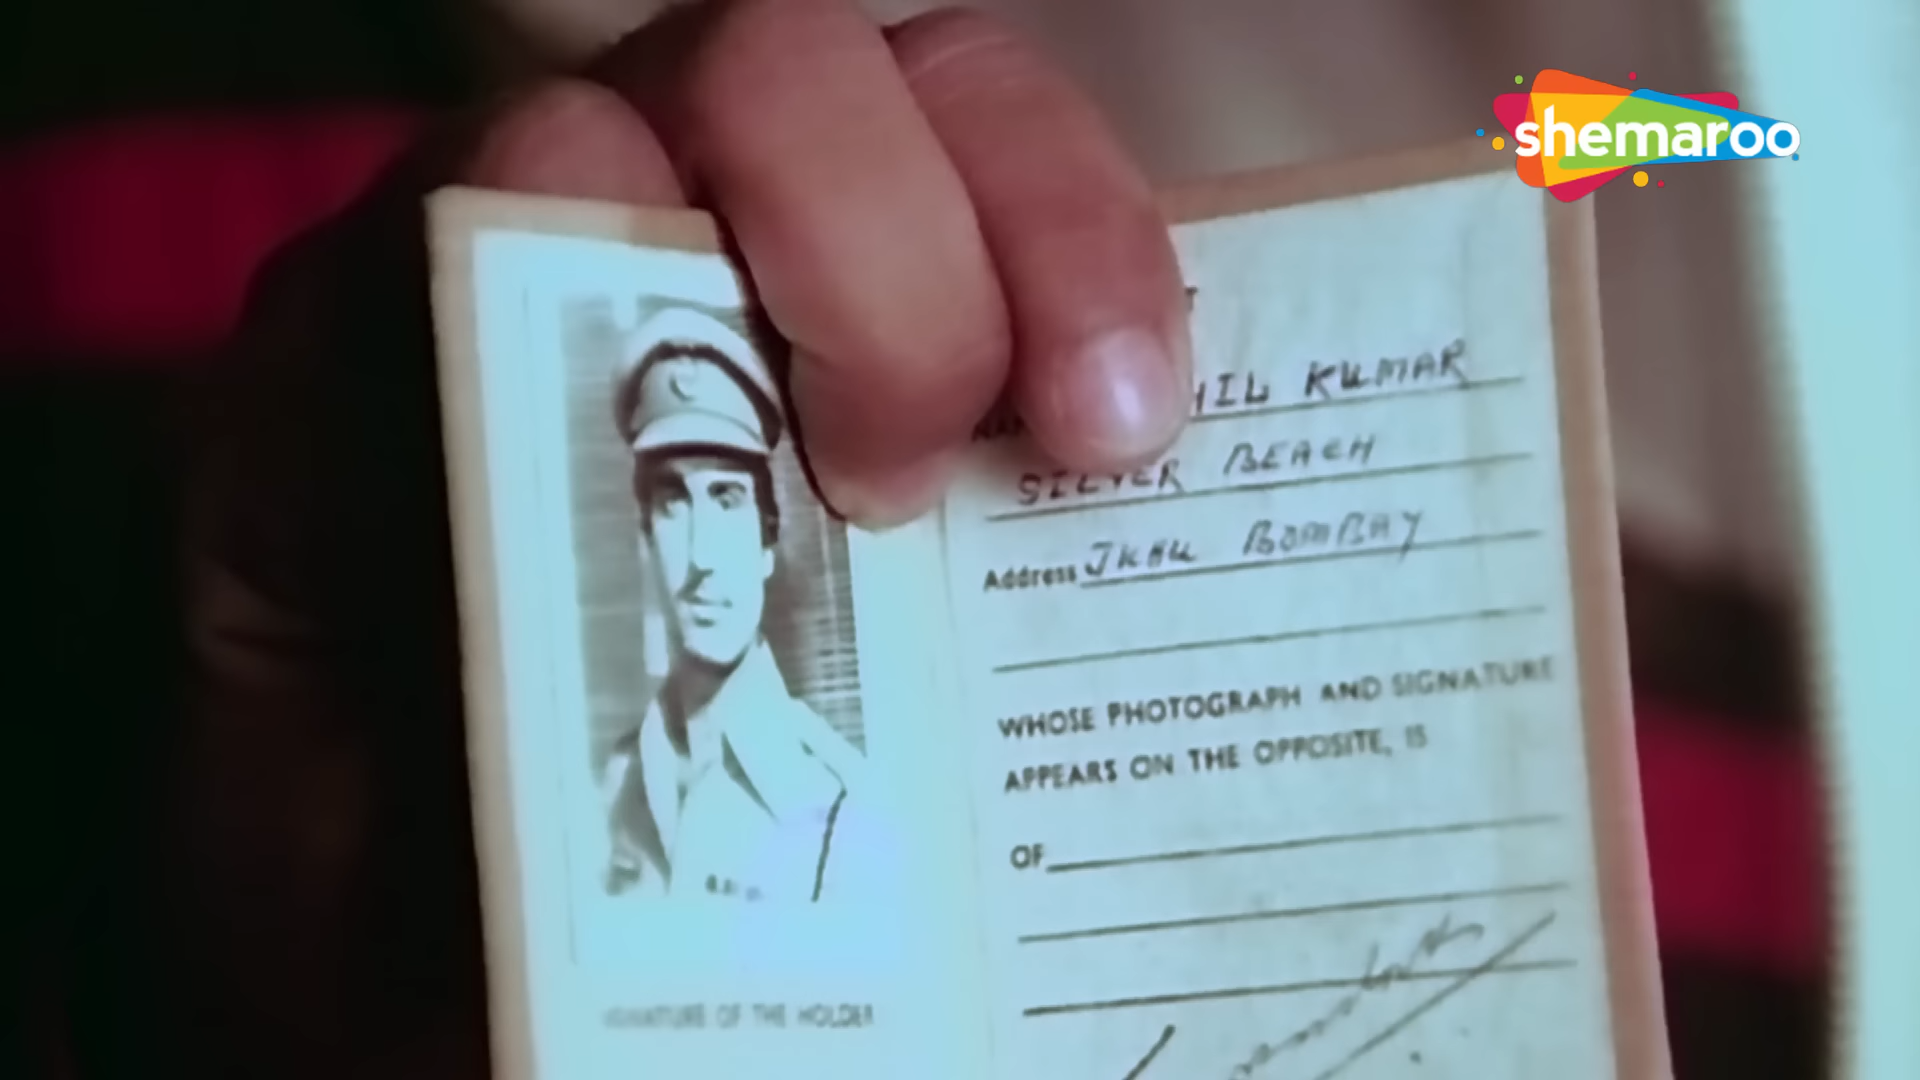 shemaroo
KUMAR
SILVER BEACH
Address JKHU BOMBAY
WHOSE PHOTOGRAPH AND SIGNATURE
APPEARS ON THE OPPOSITE, IS
OF
SIGNATURE OF THE HOLDER